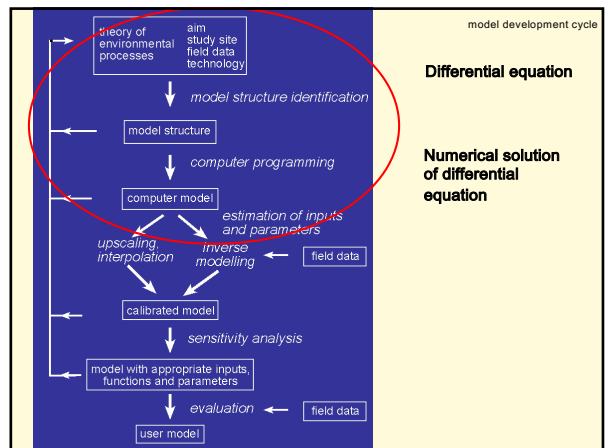 model development cycle
theory of
environmental
processes
aim
study site
field data
technology
Differential equation
model structure identification
model structure
computer programming
Numerical solution
of differential
equation
computer model
estimation of inputs
and parameters
upscaling,
interpolation
inverse
modelling
field data
calibrated model
sensitivity analysis
model with appropriate inputs,
functions and parameters
evaluation
field data
user model